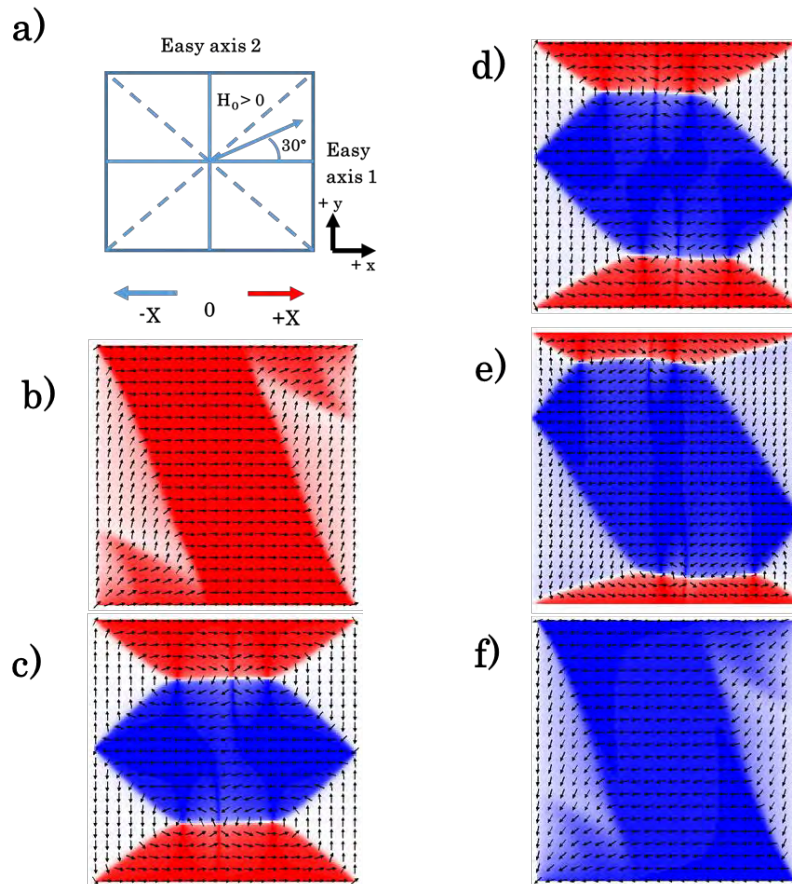 a)
Easy axis 2
H₀ > 0
30°
Easy
axis 1
+ y
+ x
-X
0
+X
b)
c)
d)
e)
f)